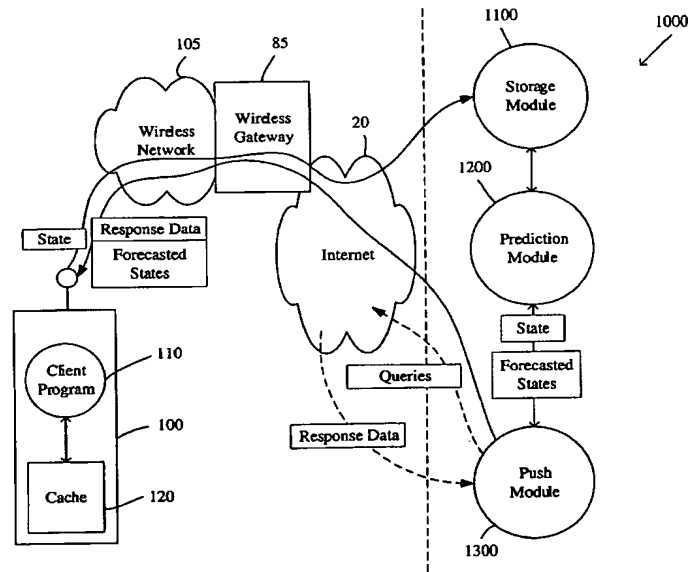 1100
1000
105
85
Storage
Module
20
Wireless
Network
Wireless
Gateway
1200
State
Response Data
Forecasted
States
Internet
Prediction
Module
State
110
Client
Program
Queries
Forecasted
States
100
Response Data
Cache
120
Push
Module
1300